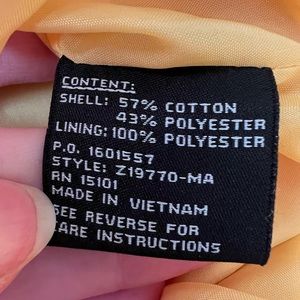 CONTENT:
SHELL: 57% COTTON
43% POLYESTER
LINING: 100% POLYESTER
P.O. 1601557
STYLE: Z19770-MA
RN 15101
MADE IN VIETNAM
SEE REVERSE FOR
CARE INSTRUCTIONS